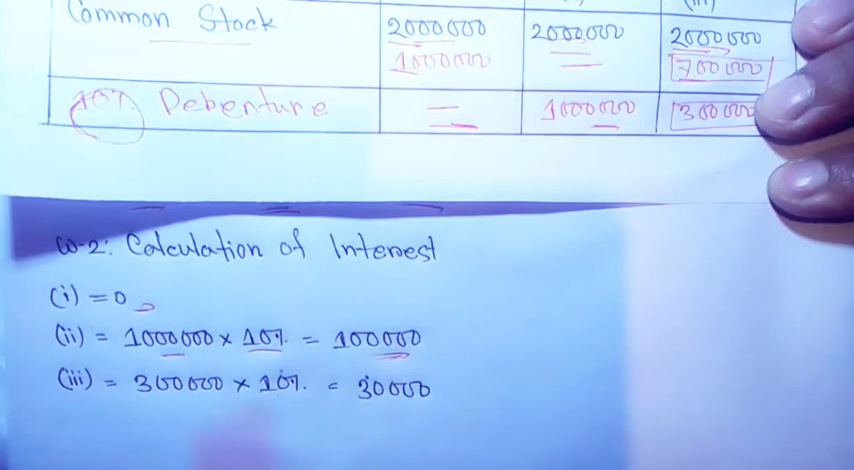 (iii)
Common Stock 2000000 2000000 2000000
1000000 = 700000
10% Debenture = 1000000 300000
W-2: Calculation of Interest
(i) = 0
(ii) = 1000000 × 10% = 100000
(iii) = 300000 × 10% = 30000